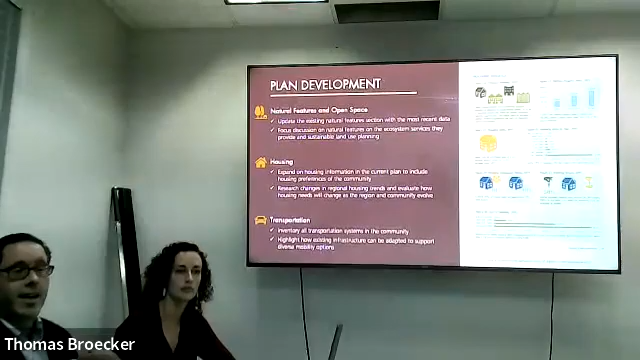 PLAN DEVELOPMENT
Natural Features and Open Space
✓ Update the existing natural features section with the most recent data
✓ Focus discussion on natural features on the ecosystem services they
provide and sustainable land use planning
Housing
✓ Expand on housing information in the current plan to include
housing preferences of the community
✓ Research changes in regional housing trends and evaluate how
housing needs will change as the region and community evolve
Transportation
✓ Inventory all transportation systems in the community
✓ Highlight how existing infrastructure can be adapted to support
diverse mobility options
Thomas Broecker